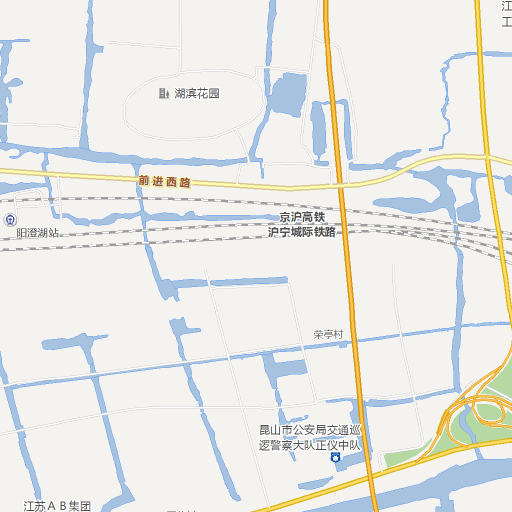 江
工
湖滨花园
前进西路
京沪高铁
沪宁城际铁路
阳澄湖站
荣亭村
昆山市公安局交通巡
逻警察大队正仪中队
江苏ＡＢ集团